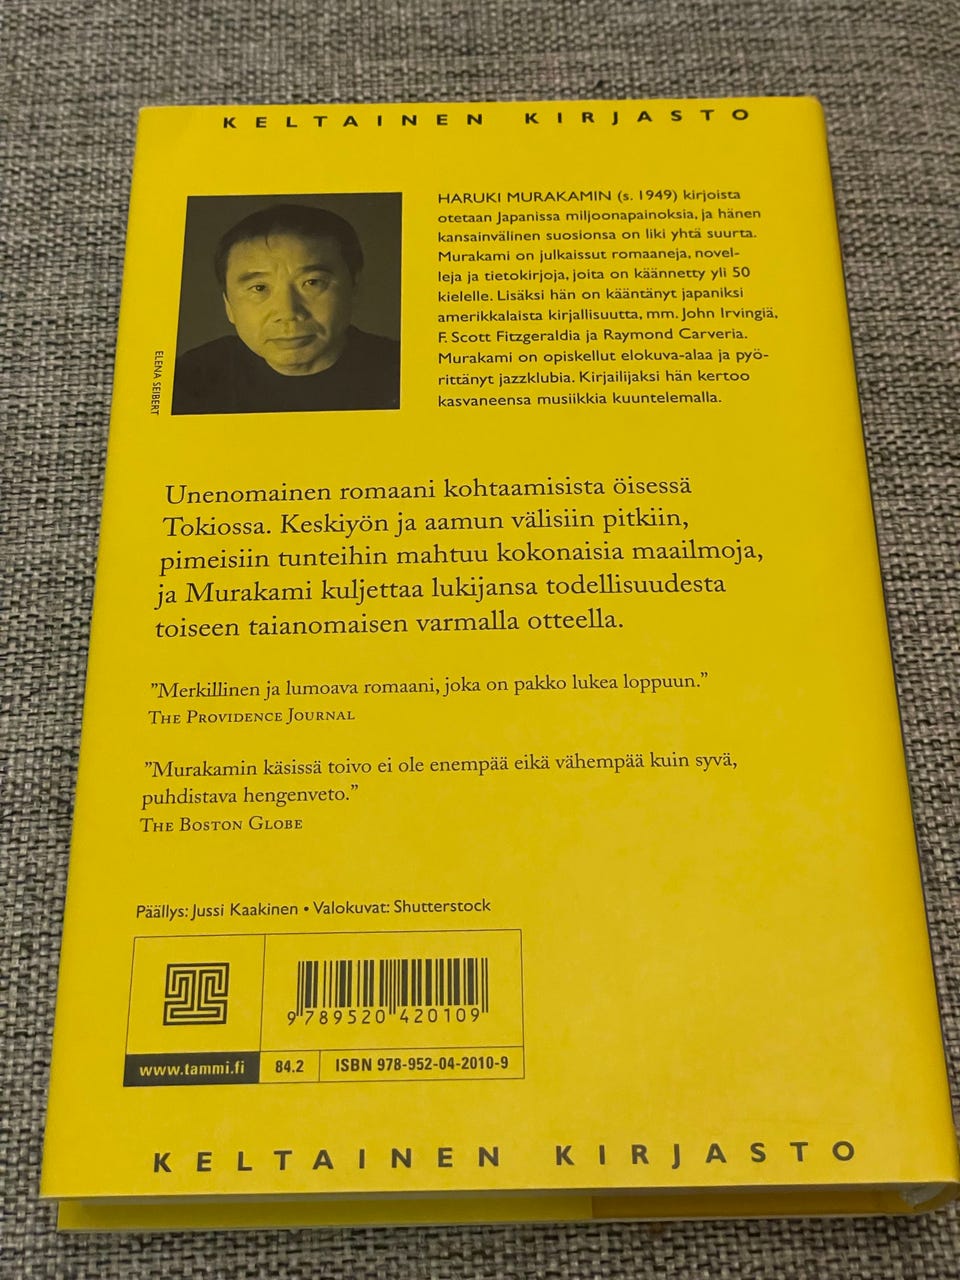 KELTAINEN KIRJASTO
HARUKI MURAKAMIN (s. 1949) kirjoista
otetaan Japanissa miljoonapainoksia, ja hänen
kansainvälinen suosionsa on liki yhtä suurta.
Murakami on julkaissut romaaneja, novel-
leja ja tietokirjoja, joita on käännetty yli 50
kielelle. Lisäksi hän on kääntänyt japaniksi
amerikkalaista kirjallisuutta, mm. John Irvingiä,
F. Scott Fitzgeraldia ja Raymond Carveria.
Murakami on opiskellut elokuva-alaa ja pyö-
rittänyt jazzklubia. Kirjailijaksi hän kertoo
kasvaneensa musiikkia kuuntelemalla.
ELENA SEIBERT
Unenomainen romaani kohtaamisista öisessä
Tokiossa. Keskiyön ja aamun välisiin pitkiin,
pimeisiin tunteihin mahtuu kokonaisia maailmoja,
ja Murakami kuljettaa lukijansa todellisuudesta
toiseen taianomaisen varmalla otteella.
”Merkillinen ja lumoava romaani, joka on pakko lukea loppuun.”
THE PROVIDENCE JOURNAL
”Murakamin käsissä toivo ei ole enempää eikä vähempää kuin syvä,
puhdistava hengenveto.”
THE BOSTON GLOBE
Päällys: Jussi Kaakinen • Valokuvat: Shutterstock
9 789520 420109
www.tammi.fi 84.2 ISBN 978-952-04-2010-9
KELTAINEN KIRJASTO